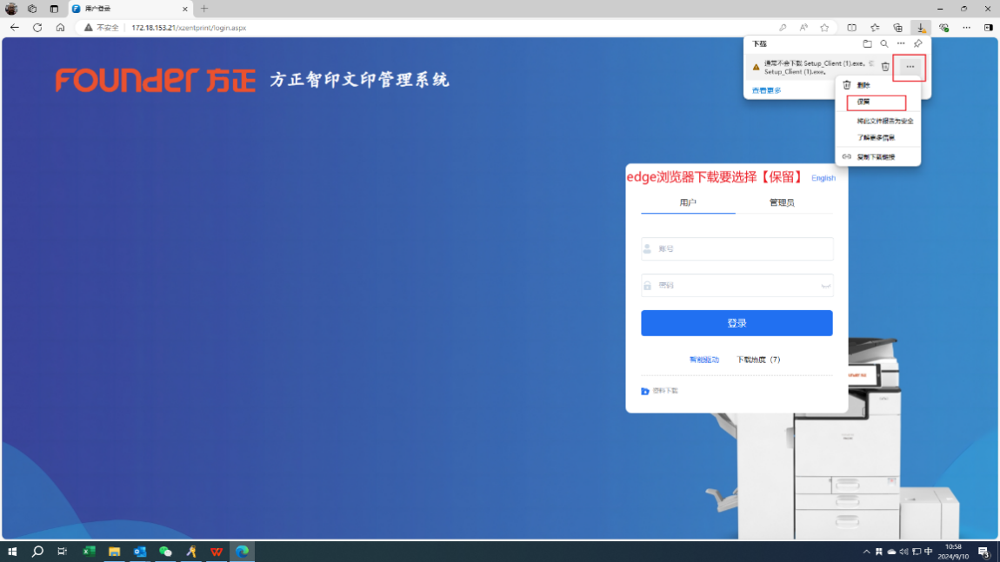 用户登录
不安全
172.18.153.21/xzentprint/login.aspx
下载
通常不会下载 Setup_Client (1).exe。
Setup_Client (1).exe。
查看更多
删除
保留
将此文件报告为安全
了解更多信息
复制下载链接
FOUNDER 方正 方正智印文印管理系统
edge浏览器下载要选择【保留】 English
用户 管理员
账号
密码
登录
智能驱动 下载热度（7）
资料下载
中
10:58
2024/9/10
3